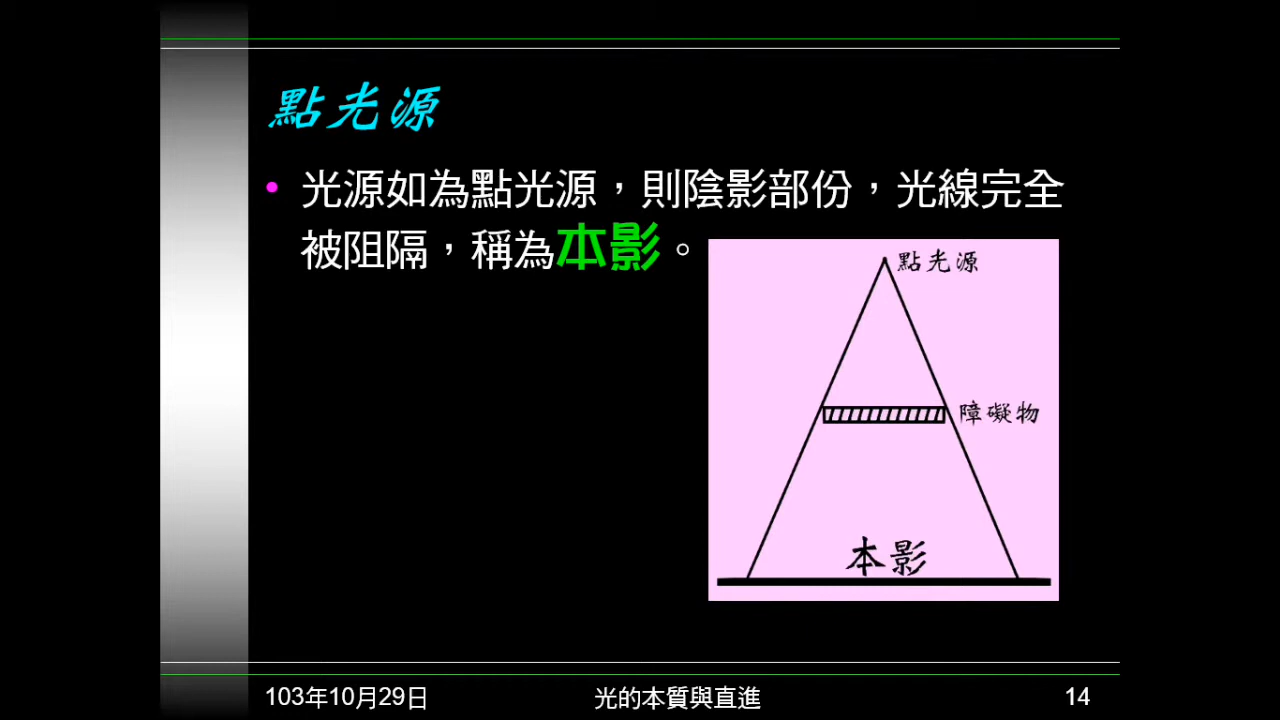 點光源
• 光源如為點光源，則陰影部份，光線完全
被阻隔，稱為本影。
點光源
障礙物
本影
103年10月29日
光的本質與直進
14